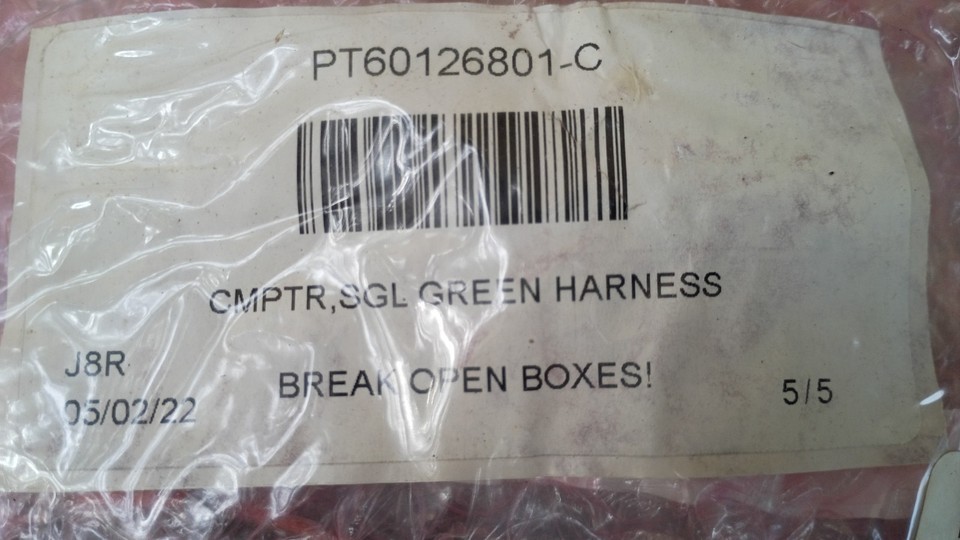 PT60126801-C
CMPTR,SGL GREEN HARNESS
J8R
BREAK OPEN BOXES!
5/5
05/02/22